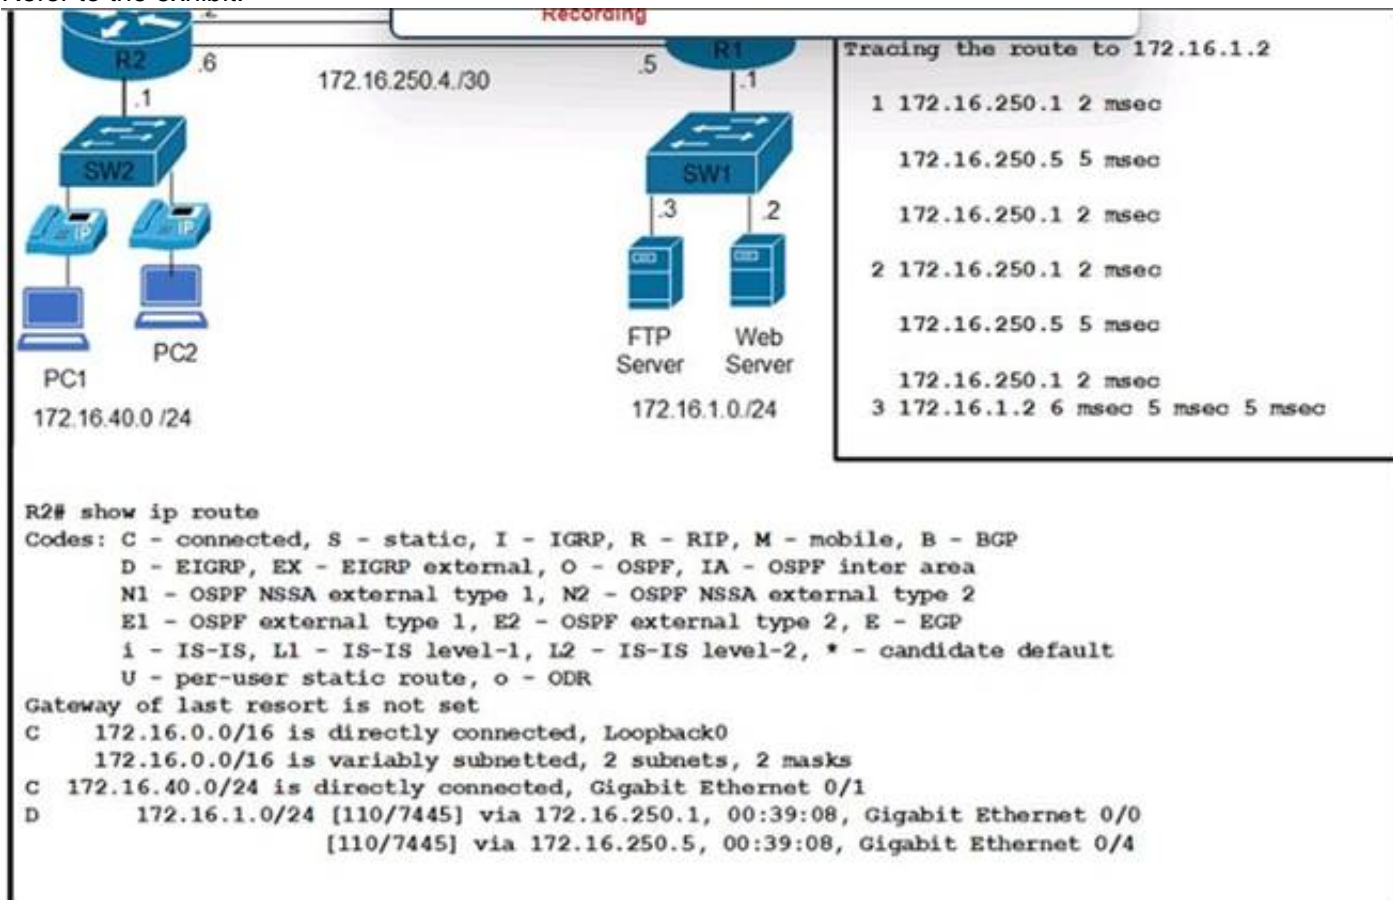 Refer to the exhibit.
Recording
R2
.6
172.16.250.4./30
.5
R1
.1
.1
SW2
SW1
.3
.2
IP
IP
PC1
PC2
FTP
Server
Web
Server
172.16.40.0 /24
172.16.1.0./24
Tracing the route to 172.16.1.2
1 172.16.250.1 2 msec
172.16.250.5 5 msec
172.16.250.1 2 msec
2 172.16.250.1 2 msec
172.16.250.5 5 msec
172.16.250.1 2 msec
3 172.16.1.2 6 msec 5 msec 5 msec
R2# show ip route
Codes: C - connected, S - static, I - IGRP, R - RIP, M - mobile, B - BGP
D - EIGRP, EX - EIGRP external, O - OSPF, IA - OSPF inter area
N1 - OSPF NSSA external type 1, N2 - OSPF NSSA external type 2
E1 - OSPF external type 1, E2 - OSPF external type 2, E - EGP
i - IS-IS, L1 - IS-IS level-1, L2 - IS-IS level-2, * - candidate default
U - per-user static route, o - ODR
Gateway of last resort is not set
C 172.16.0.0/16 is directly connected, Loopback0
172.16.0.0/16 is variably subnetted, 2 subnets, 2 masks
C 172.16.40.0/24 is directly connected, Gigabit Ethernet 0/1
D 172.16.1.0/24 [110/7445] via 172.16.250.1, 00:39:08, Gigabit Ethernet 0/0
[110/7445] via 172.16.250.5, 00:39:08, Gigabit Ethernet 0/4